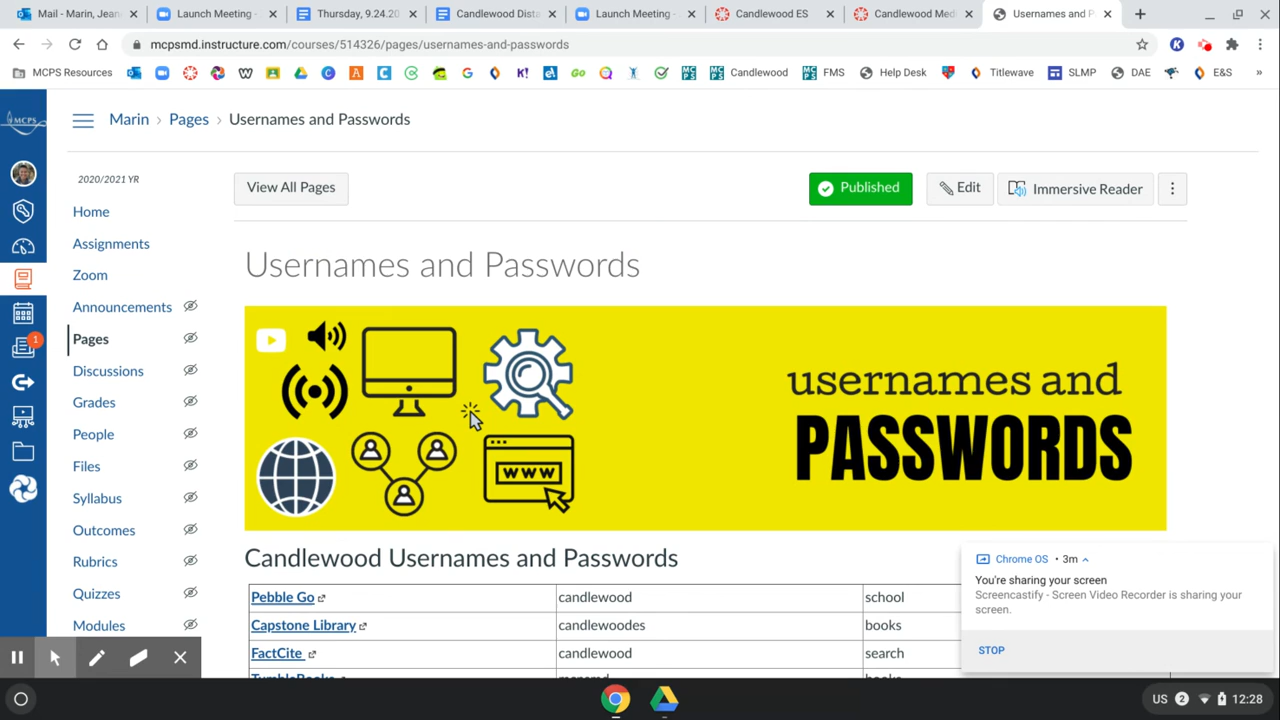 Mail - Marin, Jean
Launch Meeting -
Thursday, 9.24.20
Candlewood Dista
Launch Meeting -
Candlewood ES
Candlewood Med
Usernames and P
mcpsmd.instructure.com/courses/514326/pages/usernames-and-passwords
MCPS Resources
Candlewood
FMS
Help Desk
Titlewave
SLMP
DAE
E&S
»
MCPS
Marin > Pages > Usernames and Passwords
2020/2021 YR
View All Pages
Published
Edit
Immersive Reader
Home
Assignments
Zoom
Announcements
Pages
Discussions
Grades
People
Files
Syllabus
Outcomes
Rubrics
Quizzes
Modules
1
Usernames and Passwords
www
usernames and
PASSWORDS
Candlewood Usernames and Passwords
Pebble Go candlewood school
Capstone Library candlewoodes books
FactCite candlewood search
Chrome OS • 3m
You're sharing your screen
Screencastify - Screen Video Recorder is sharing your
screen.
STOP
US 2 12:28